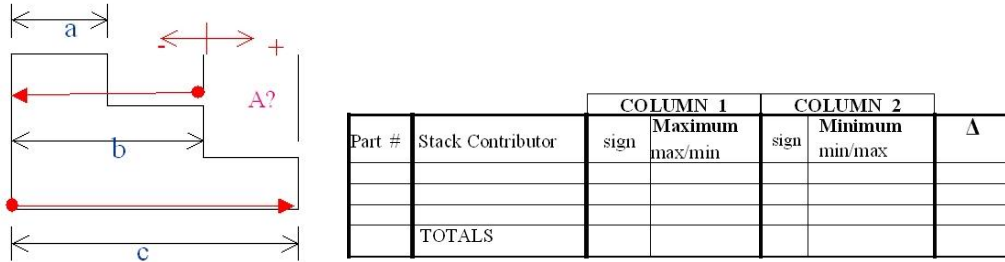 a
- +
A?
b
c
COLUMN 1 COLUMN 2
Part # Stack Contributor sign Maximum max/min sign Minimum min/max Δ
TOTALS